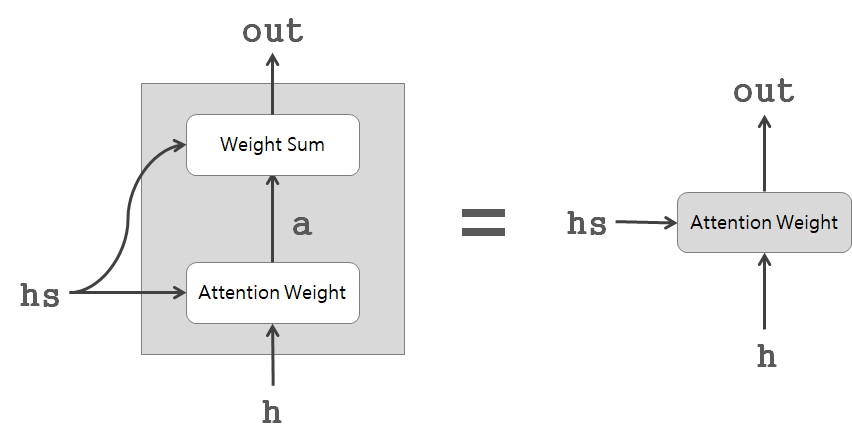 out
Weight Sum
a
hs
Attention Weight
h
=
out
hs
Attention Weight
h